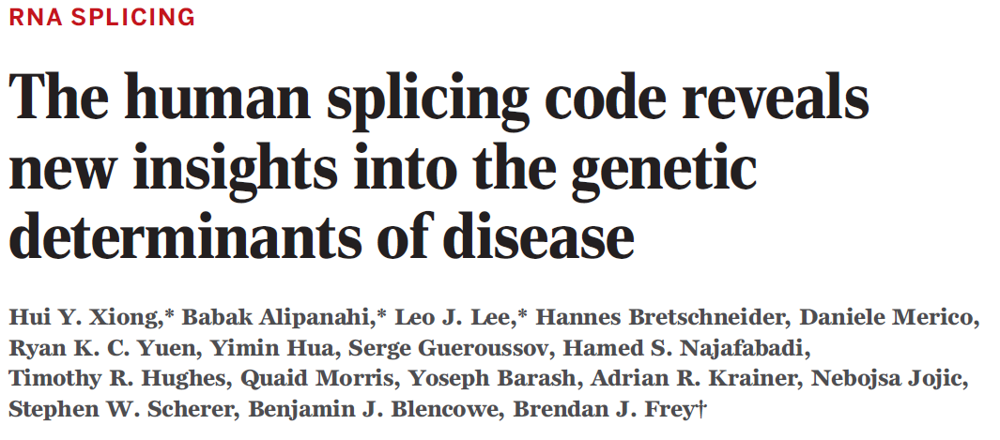 RNA SPLICING
The human splicing code reveals
new insights into the genetic
determinants of disease
Hui Y. Xiong,* Babak Alipanahi,* Leo J. Lee,* Hannes Bretschneider, Daniele Merico,
Ryan K. C. Yuen, Yimin Hua, Serge Gueroussov, Hamed S. Najafabadi,
Timothy R. Hughes, Quaid Morris, Yoseph Barash, Adrian R. Krainer, Nebojsa Jojic,
Stephen W. Scherer, Benjamin J. Blencowe, Brendan J. Frey†